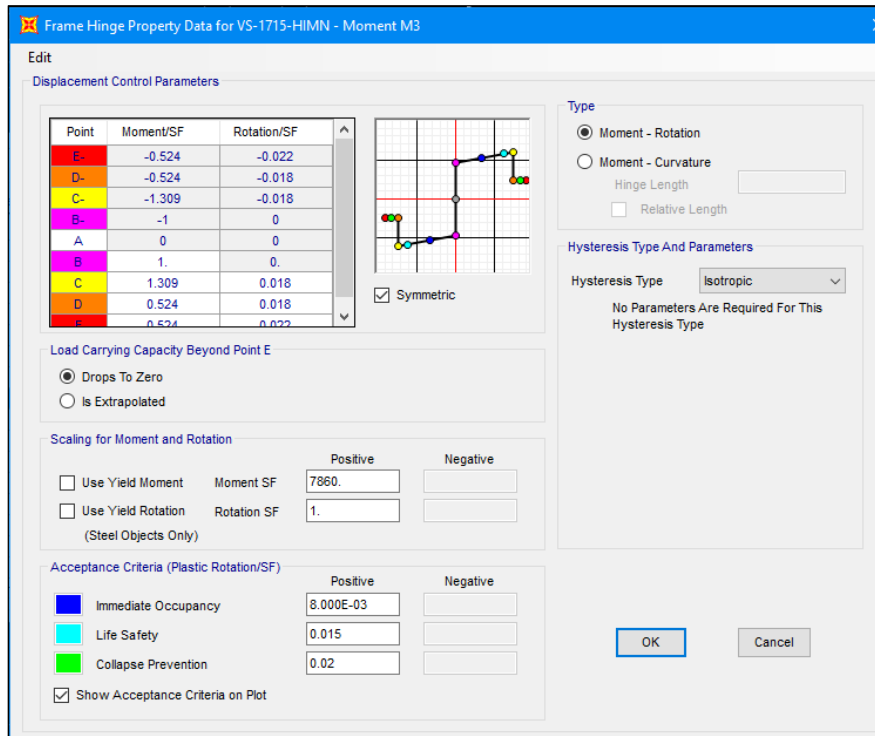 Frame Hinge Property Data for VS-1715-HIMN - Moment M3
Edit
Displacement Control Parameters
Point Moment/SF Rotation/SF
E- -0.524 -0.022
D- -0.524 -0.018
C- -1.309 -0.018
B- -1 0
A 0 0
B 1. 0.
C 1.309 0.018
D 0.524 0.018
E 0.524 0.022
Symmetric
Type
Moment - Rotation
Moment - Curvature
Hinge Length
Relative Length
Hysteresis Type And Parameters
Hysteresis Type Isotropic
No Parameters Are Required For This
Hysteresis Type
Load Carrying Capacity Beyond Point E
Drops To Zero
Is Extrapolated
Scaling for Moment and Rotation
Positive Negative
Use Yield Moment Moment SF 7860.
Use Yield Rotation Rotation SF 1.
(Steel Objects Only)
Acceptance Criteria (Plastic Rotation/SF)
Positive Negative
Immediate Occupancy 8.000E-03
Life Safety 0.015
Collapse Prevention 0.02
Show Acceptance Criteria on Plot
OK Cancel